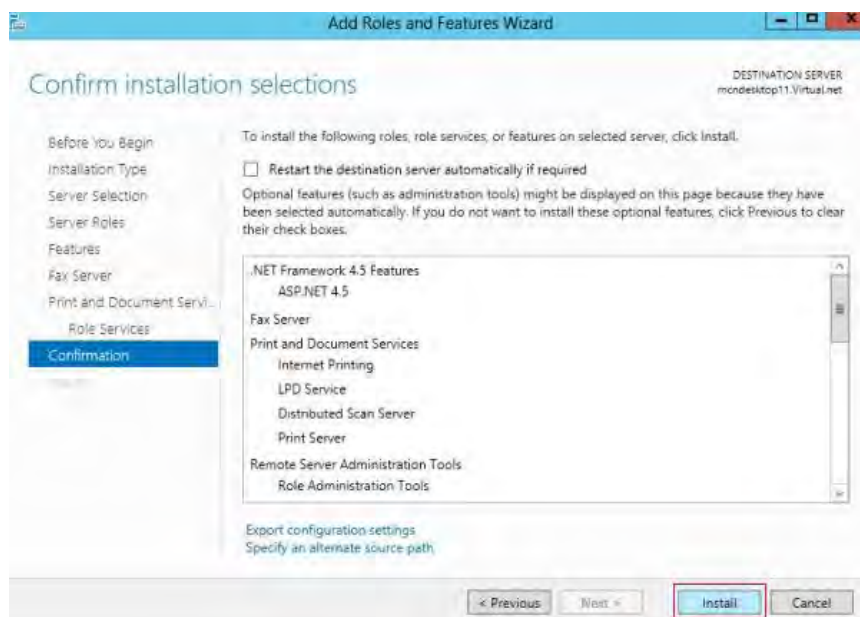 Add Roles and Features Wizard
Confirm installation selections
DESTINATION SERVER
mcndesktop11.Virtual.net
Before You Begin
Installation Type
Server Selection
Server Roles
Features
Fax Server
Print and Document Servi...
Role Services
Confirmation
To install the following roles, role services, or features on selected server, click Install.
Restart the destination server automatically if required
Optional features (such as administration tools) might be displayed on this page because they have
been selected automatically. If you do not want to install these optional features, click Previous to clear
their check boxes.
.NET Framework 4.5 Features
ASP.NET 4.5
Fax Server
Print and Document Services
Internet Printing
LPD Service
Distributed Scan Server
Print Server
Remote Server Administration Tools
Role Administration Tools
Export configuration settings
Specify an alternate source path
< Previous
Next >
Install
Cancel